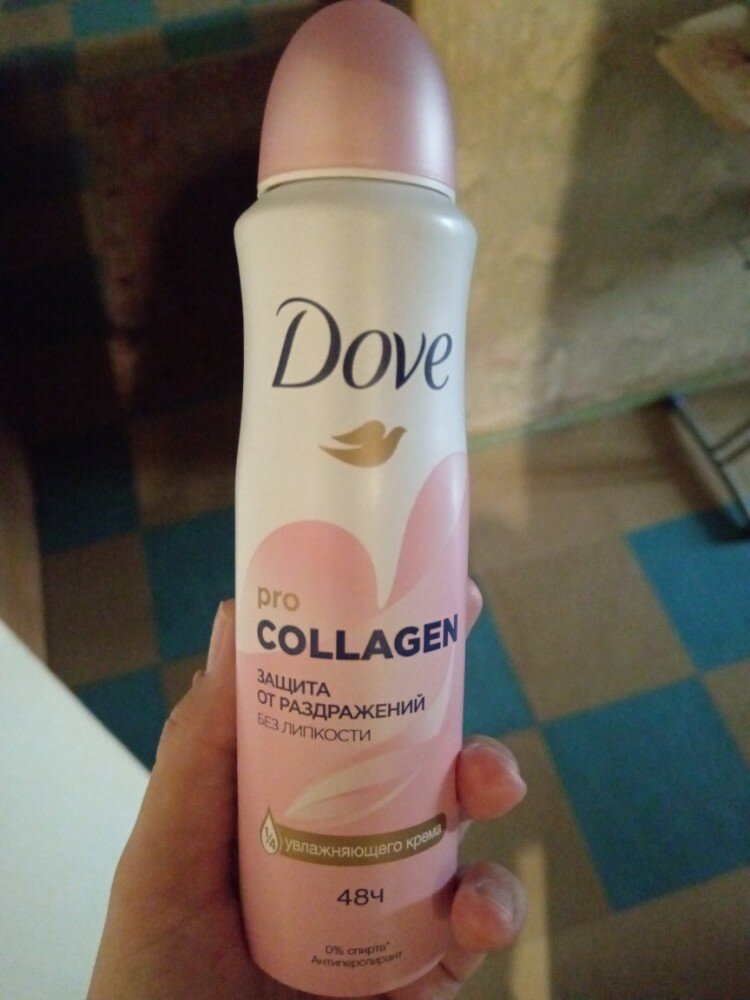 Dove
pro
COLLAGEN
ЗАЩИТА
ОТ РАЗДРАЖЕНИЙ
БЕЗ ЛИПКОСТИ
1/4 увлажняющего крема
48ч
0% спирта*
Антиперспирант